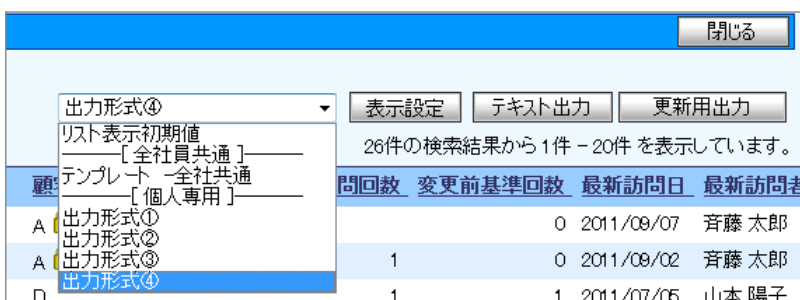 閉じる
出力形式④ 表示設定 テキスト出力 更新用出力
リスト表示初期値
[ 全社員共通 ]
テンプレート －全社共通
[ 個人専用 ]
出力形式①
出力形式②
出力形式③
出力形式④
26件の検索結果から1件－20件 を表示しています。
問回数 変更前基準回数 最新訪問日 最新訪問者
A 0 2011/09/07 斉藤 太郎
A 1 0 2011/09/02 斉藤 太郎
D 1 1 2011/07/05 山本 陽子